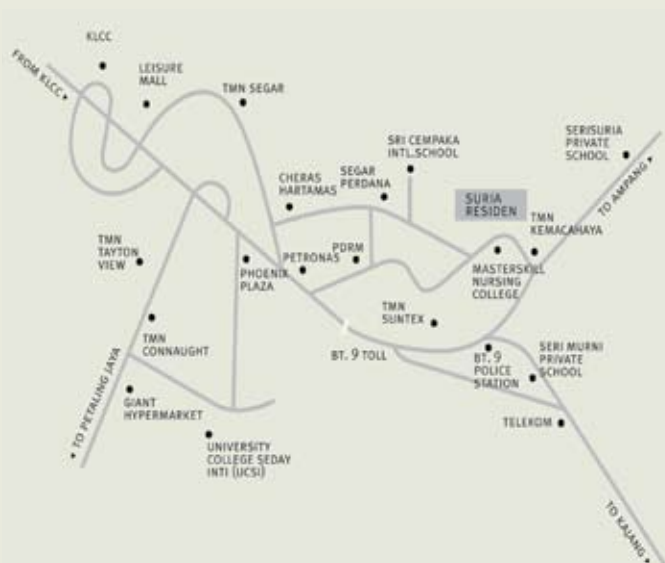 KLCC
FROM KLCC
LEISURE
MALL
TMN SEGAR
SRI CEMPAKA
INTL.SCHOOL
SERISURIA
PRIVATE
SCHOOL
CHERAS
HARTAMAS
SEGAR
PERDANA
SURIA
RESIDEN
TO AMPANG
TMN
KEMACAHAYA
TMN
TAYTON
VIEW
PHOENIX
PLAZA
PETRONAS
PDRM
MASTERSKILL
NURSING
COLLEGE
TMN
SUNTEX
TMN
CONNAUGHT
BT. 9 TOLL
BT. 9
POLICE
STATION
SERI MURNI
PRIVATE
SCHOOL
TO PETALING JAYA
GIANT
HYPERMARKET
TELEKOM
UNIVERSITY
COLLEGE SEDAY
INTI (UCSI)
TO KAJANG